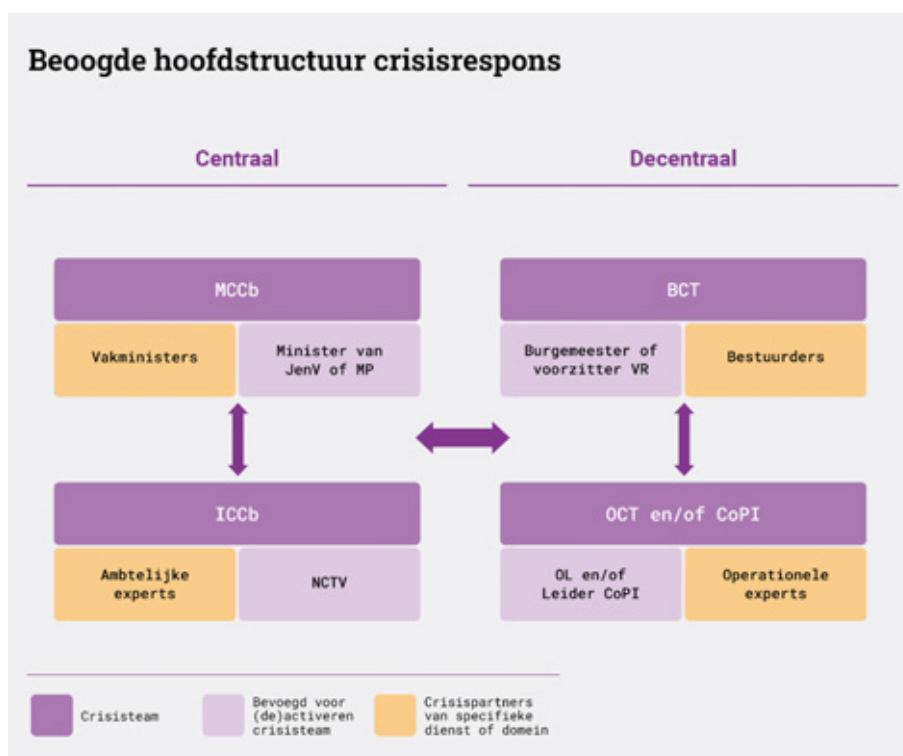 Beoogde hoofdstructuur crisisrespons
Centraal
Decentraal
MCCb
Vakministers
Minister van
JenV of MP
BCT
Burgemeester of
voorzitter VR
Bestuurders
ICCb
Ambtelijke
experts
NCTV
OCT en/of CoPI
OL en/of
Leider CoPI
Operationele
experts
Crisisteam
Bevoegd voor
(de)activeren
crisisteam
Crisispartners
van specifieke
dienst of domein